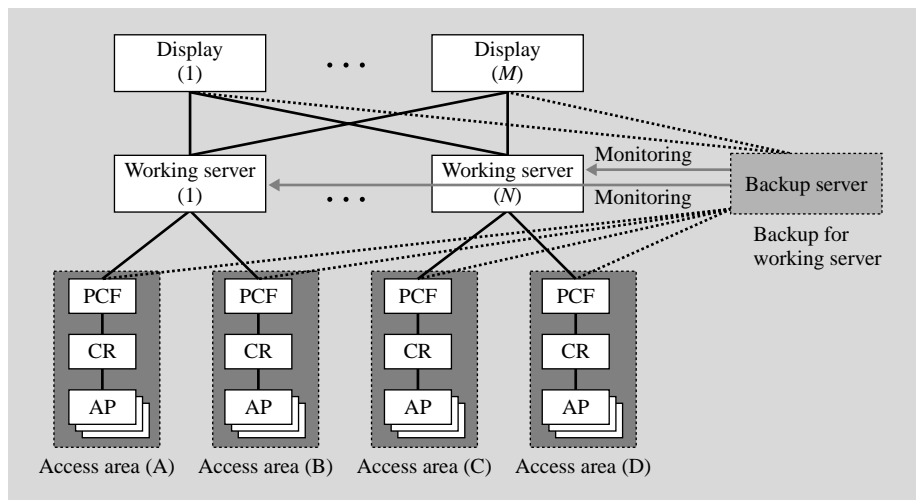 Display
(1)
• • •
Display
(M)
Working server
(1)
• • •
Working server
(N)
Monitoring
Monitoring
Backup server
Backup for
working server
PCF
CR
AP
PCF
CR
AP
PCF
CR
AP
PCF
CR
AP
Access area (A)
Access area (B)
Access area (C)
Access area (D)